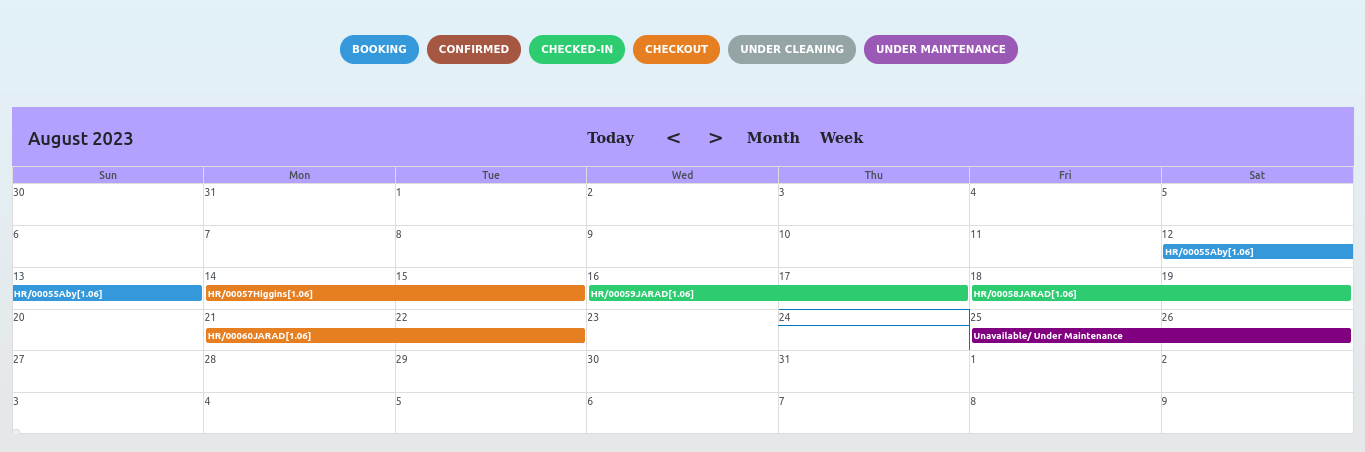 BOOKING CONFIRMED CHECKED-IN CHECKOUT UNDER CLEANING UNDER MAINTENANCE
August 2023 Today < > Month Week
Sun Mon Tue Wed Thu Fri Sat
30 31 1 2 3 4 5
6 7 8 9 10 11 12
HR/00055Aby[1.06]
13 14 15 16 17 18 19
HR/00055Aby[1.06] HR/00057Higgins[1.06] HR/00059JARAD[1.06] HR/00058JARAD[1.06]
20 21 22 23 24 25 26
HR/00060JARAD[1.06] Unavailable/ Under Maintenance
27 28 29 30 31 1 2
3 4 5 6 7 8 9